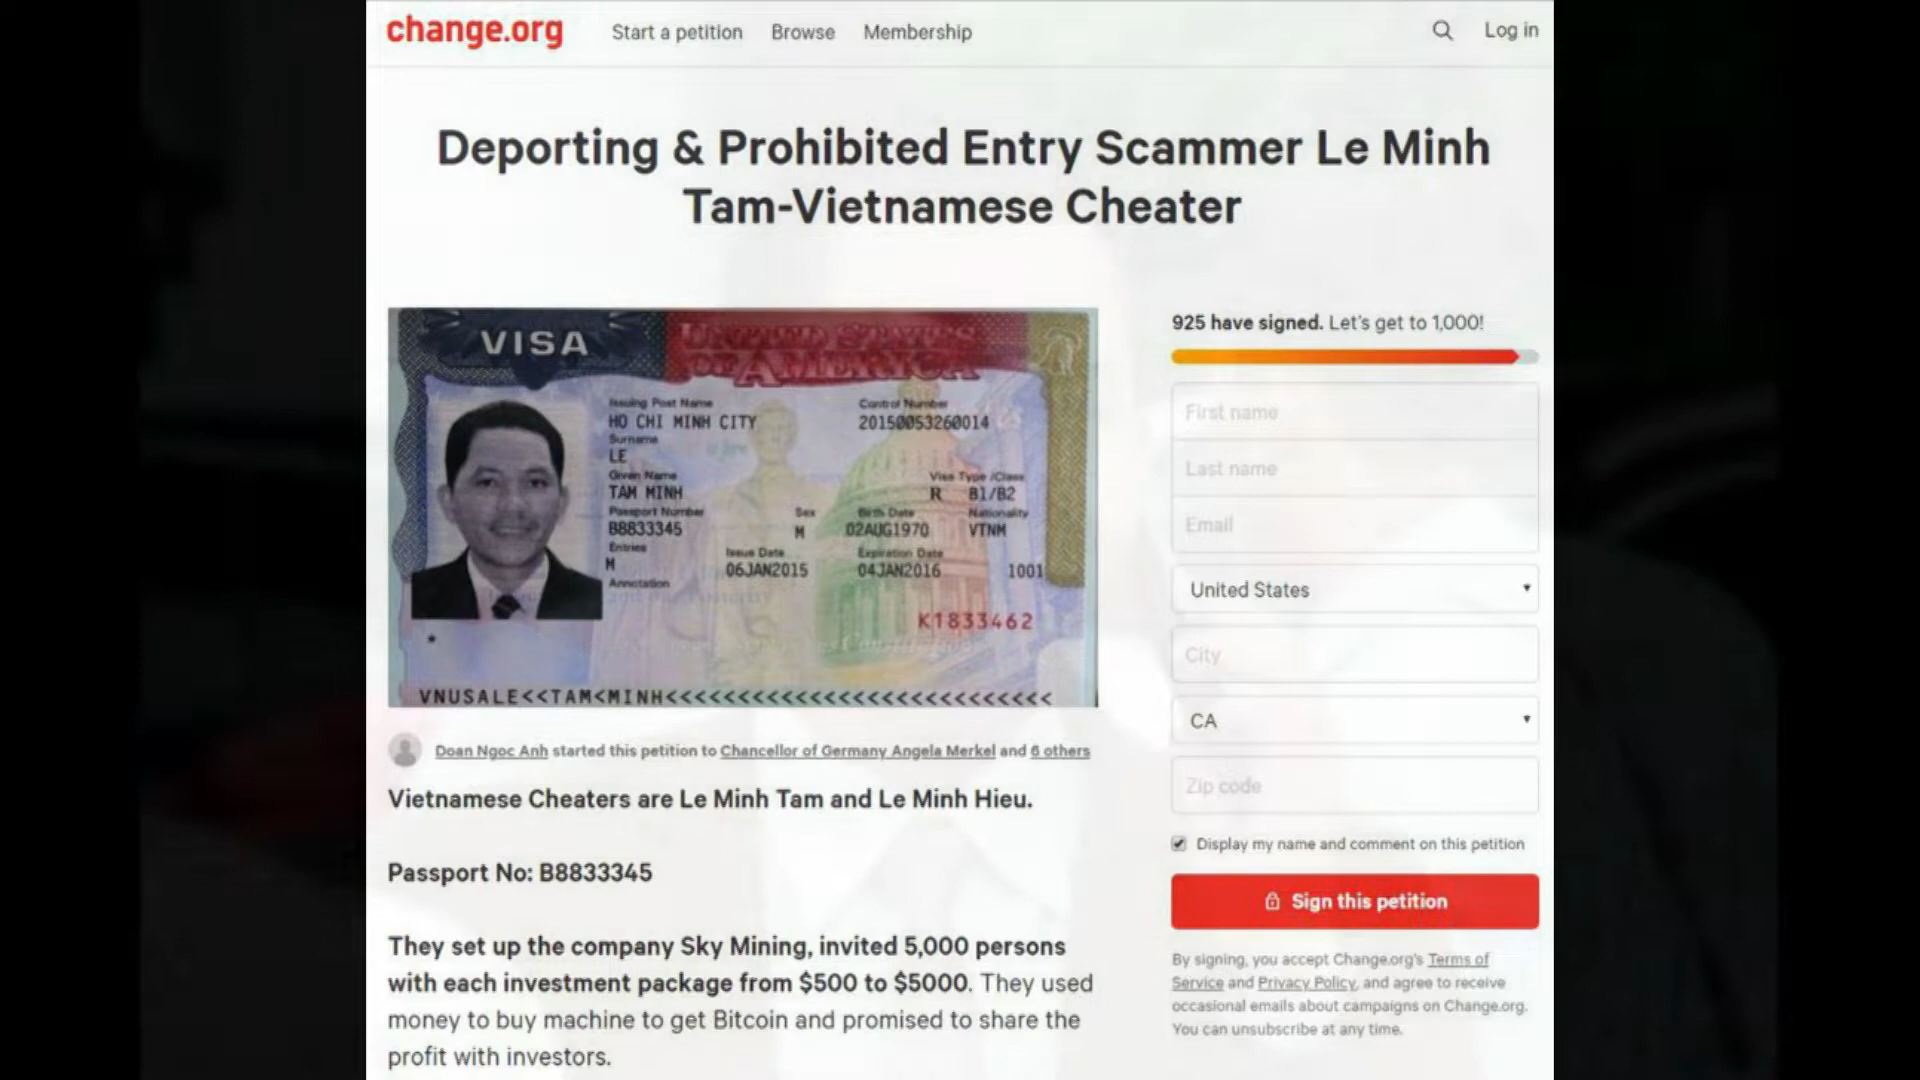 change.org
Start a petition
Browse
Membership
Log in
Deporting & Prohibited Entry Scammer Le Minh
Tam-Vietnamese Cheater
VISA
UNITED STATES
OF AMERICA
Issuing Post Name
HO CHI MINH CITY
Control Number
20150053260014
Surname
LE
Given Name
TAM MINH
Visa Type /Class
R B1/B2
Passport Number
B8833345
Sex
M
Birth Date
02AUG1970
Nationality
VTNM
Entries
M
Issue Date
06JAN2015
Expiration Date
04JAN2016
1001
Annotation
K1833462
VNUSALE<<TAM<MINH<<<<<<<<<<<<<<<<<<<<<<<<<<<
925 have signed. Let's get to 1,000!
First name
Last name
Email
United States
City
CA
Zip code
Display my name and comment on this petition
Sign this petition
By signing, you accept Change.org's Terms of
Service and Privacy Policy, and agree to receive
occasional emails about campaigns on Change.org.
You can unsubscribe at any time.
Doan Ngoc Anh started this petition to Chancellor of Germany Angela Merkel and 6 others
Vietnamese Cheaters are Le Minh Tam and Le Minh Hieu.
Passport No: B8833345
They set up the company Sky Mining, invited 5,000 persons
with each investment package from $500 to $5000. They used
money to buy machine to get Bitcoin and promised to share the
profit with investors.